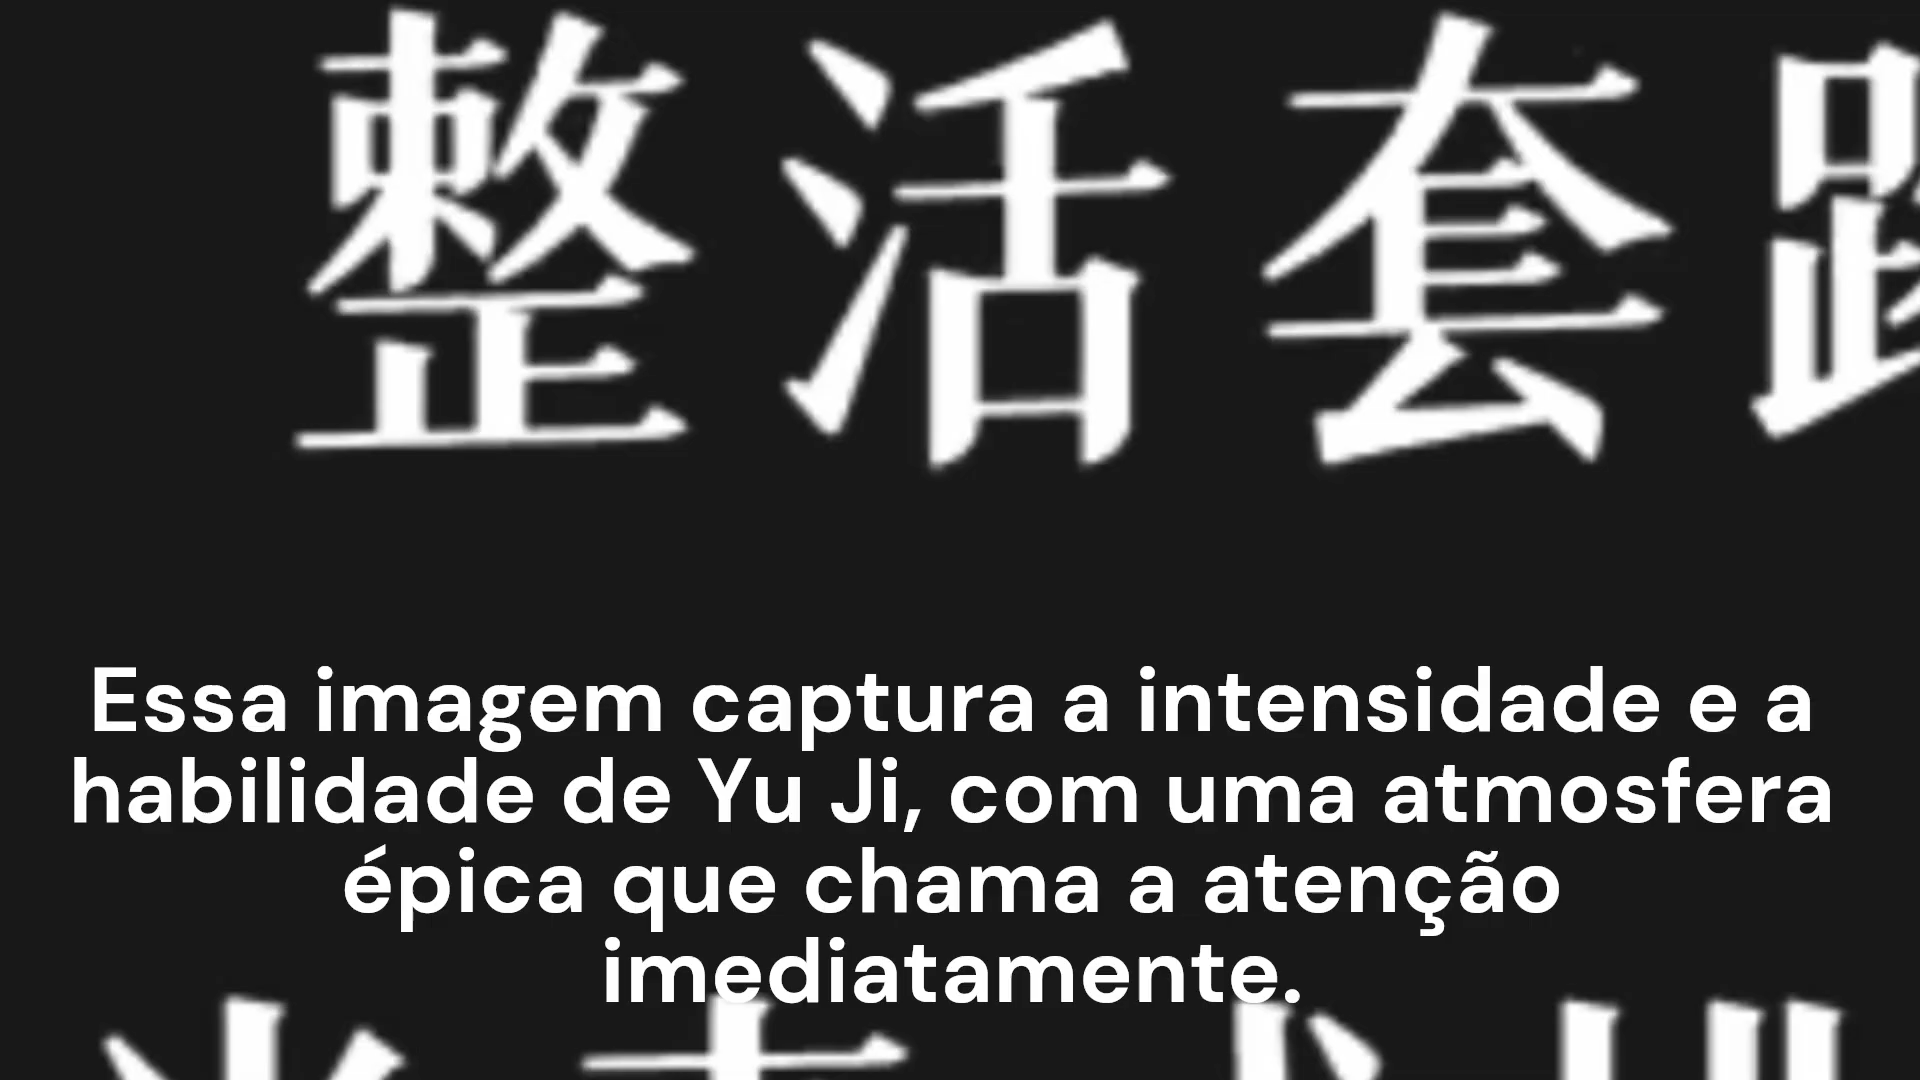 整活套路
Essa imagem captura a intensidade e a
habilidade de Yu Ji, com uma atmosfera
épica que chama a atenção
imediatamente.